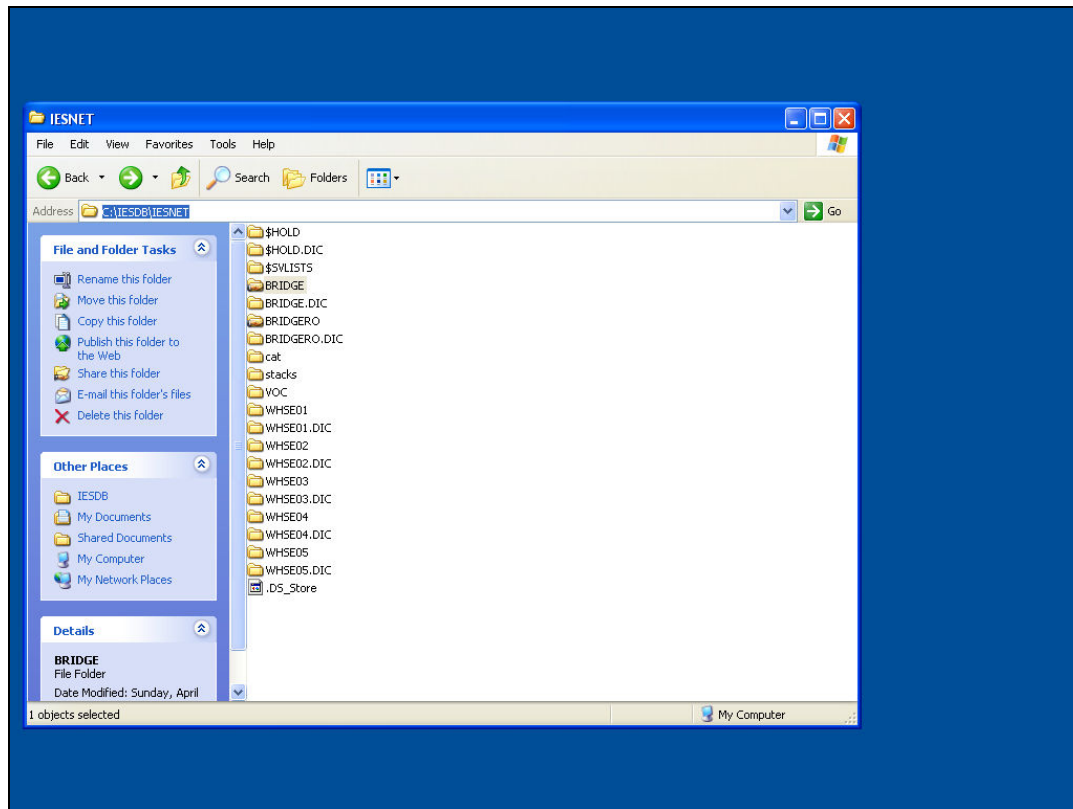 IESNET
File Edit View Favorites Tools Help
Back Search Folders
Address C:\IESDB\IESNET Go
File and Folder Tasks
Rename this folder
Move this folder
Copy this folder
Publish this folder to
the Web
Share this folder
E-mail this folder's files
Delete this folder
Other Places
IESDB
My Documents
Shared Documents
My Computer
My Network Places
Details
BRIDGE
File Folder
Date Modified: Sunday, April
$HOLD
$HOLD.DIC
$SVLISTS
BRIDGE
BRIDGE.DIC
BRIDGERO
BRIDGERO.DIC
cat
stacks
VOC
WHSE01
WHSE01.DIC
WHSE02
WHSE02.DIC
WHSE03
WHSE03.DIC
WHSE04
WHSE04.DIC
WHSE05
WHSE05.DIC
.DS_Store
1 objects selected My Computer